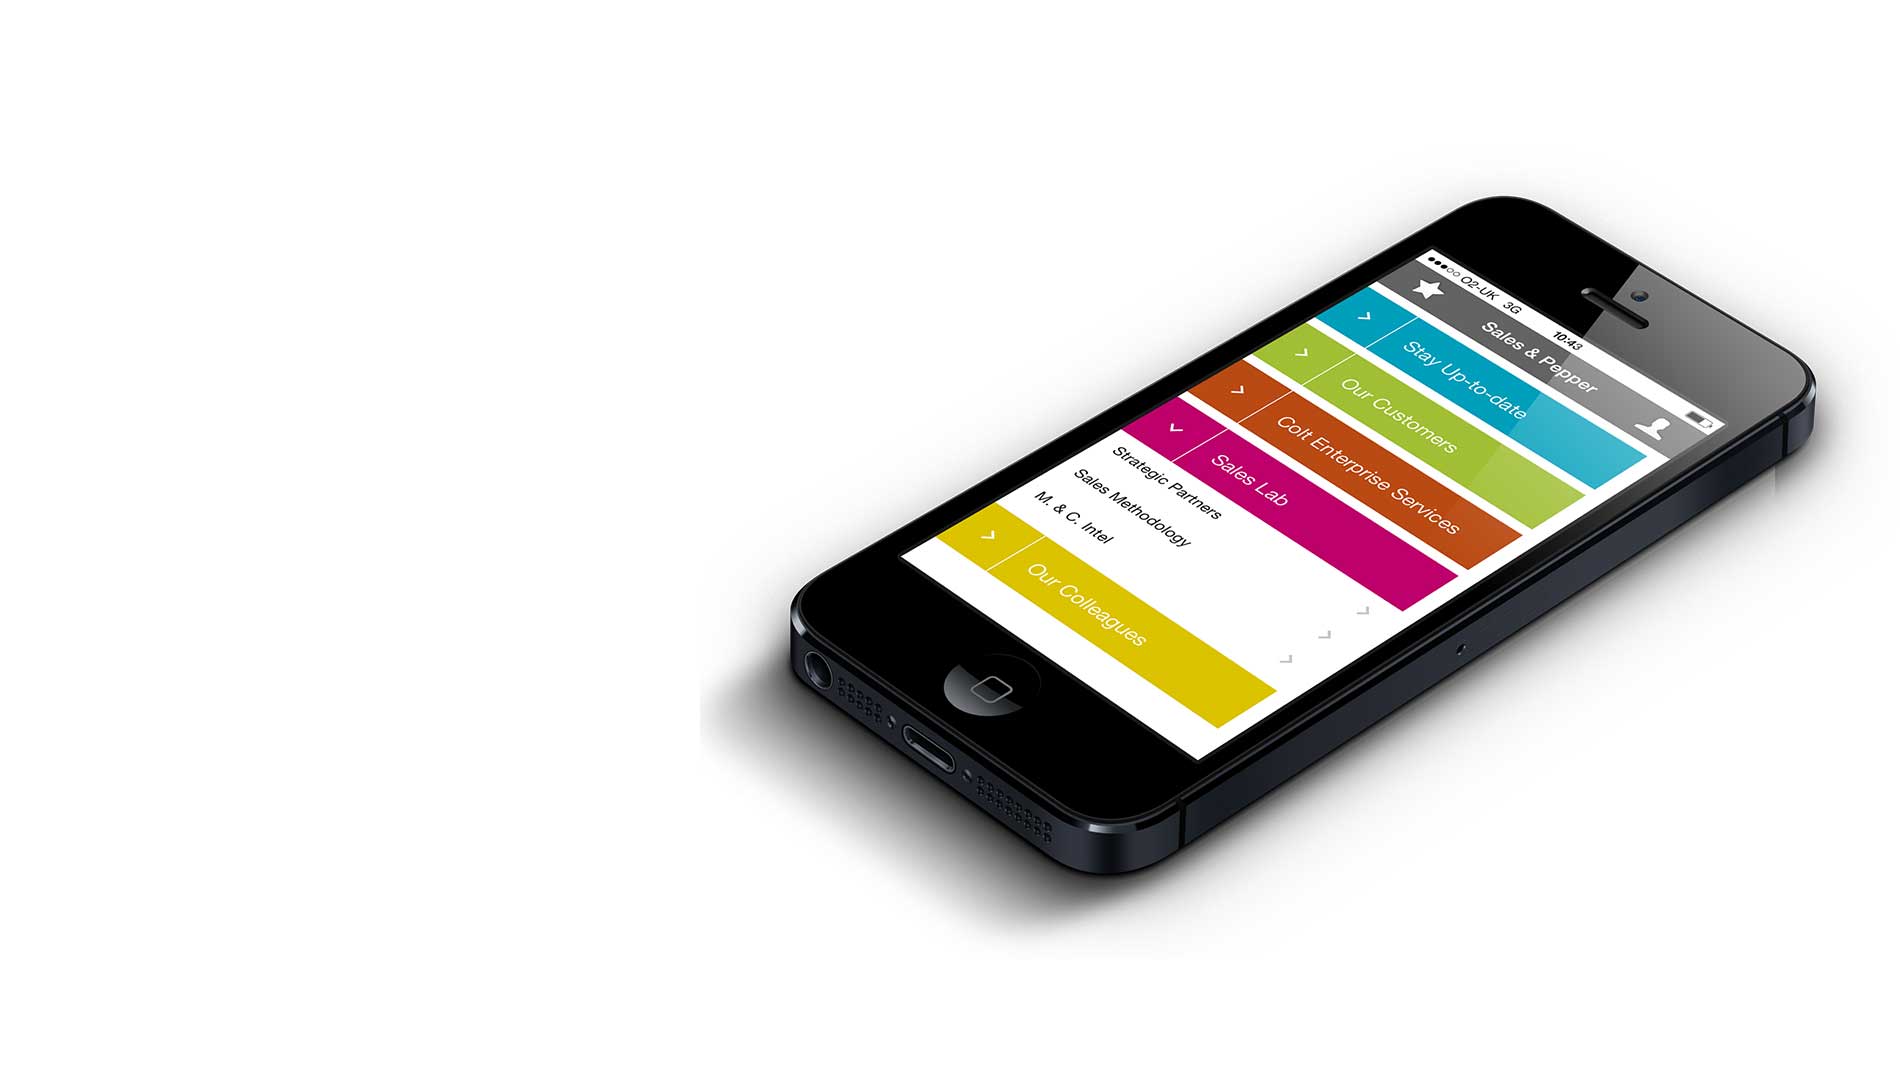 O2-UK 3G 10:43
Sales & Pepper
Stay Up-to-date
Our Customers
Colt Enterprise Services
Sales Lab
Strategic Partners
Sales Methodology
M. & C. Intel
Our Colleagues